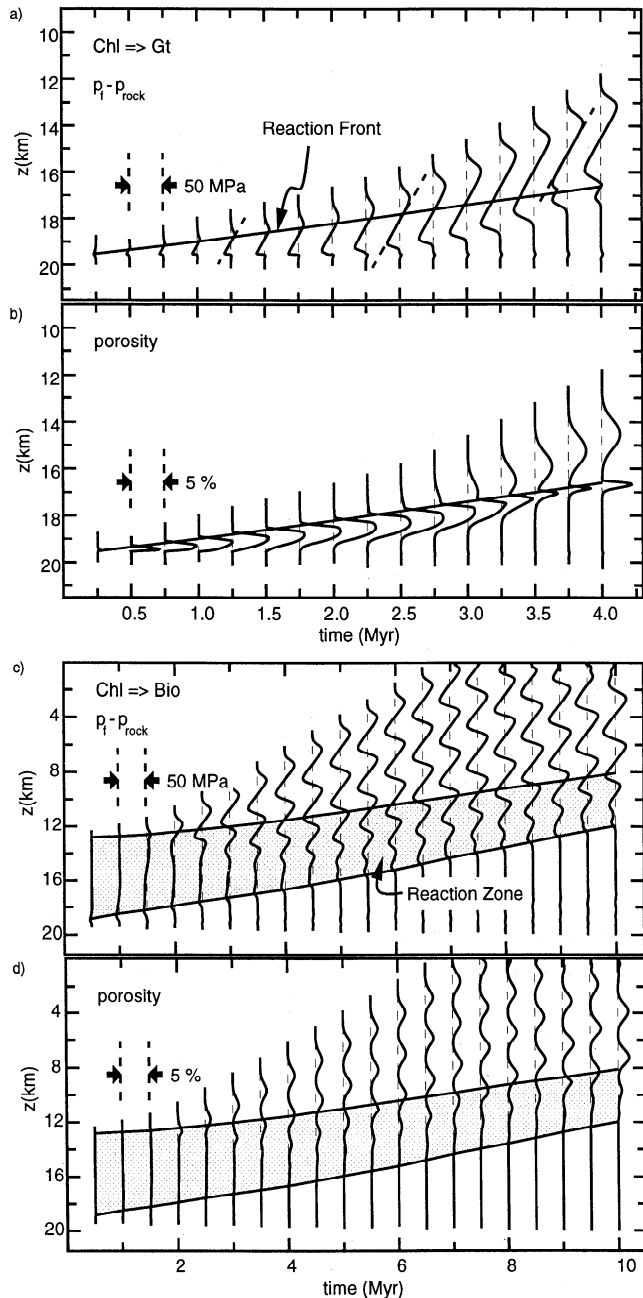 a)
Chl => Gt
p_f - p_rock
Reaction Front
50 MPa
z(km)
9
12
14
16
18
20
b)
porosity
5 %
z(km)
10
12
14
16
18
20
0.5 1.0 1.5 2.0 2.5 3.0 3.5 4.0
time (Myr)
c)
Chl => Bio
p_f - p_rock
50 MPa
Reaction Zone
z(km)
4
8
12
16
20
d)
porosity
5 %
z(km)
4
8
12
16
20
2 4 6 8 10
time (Myr)